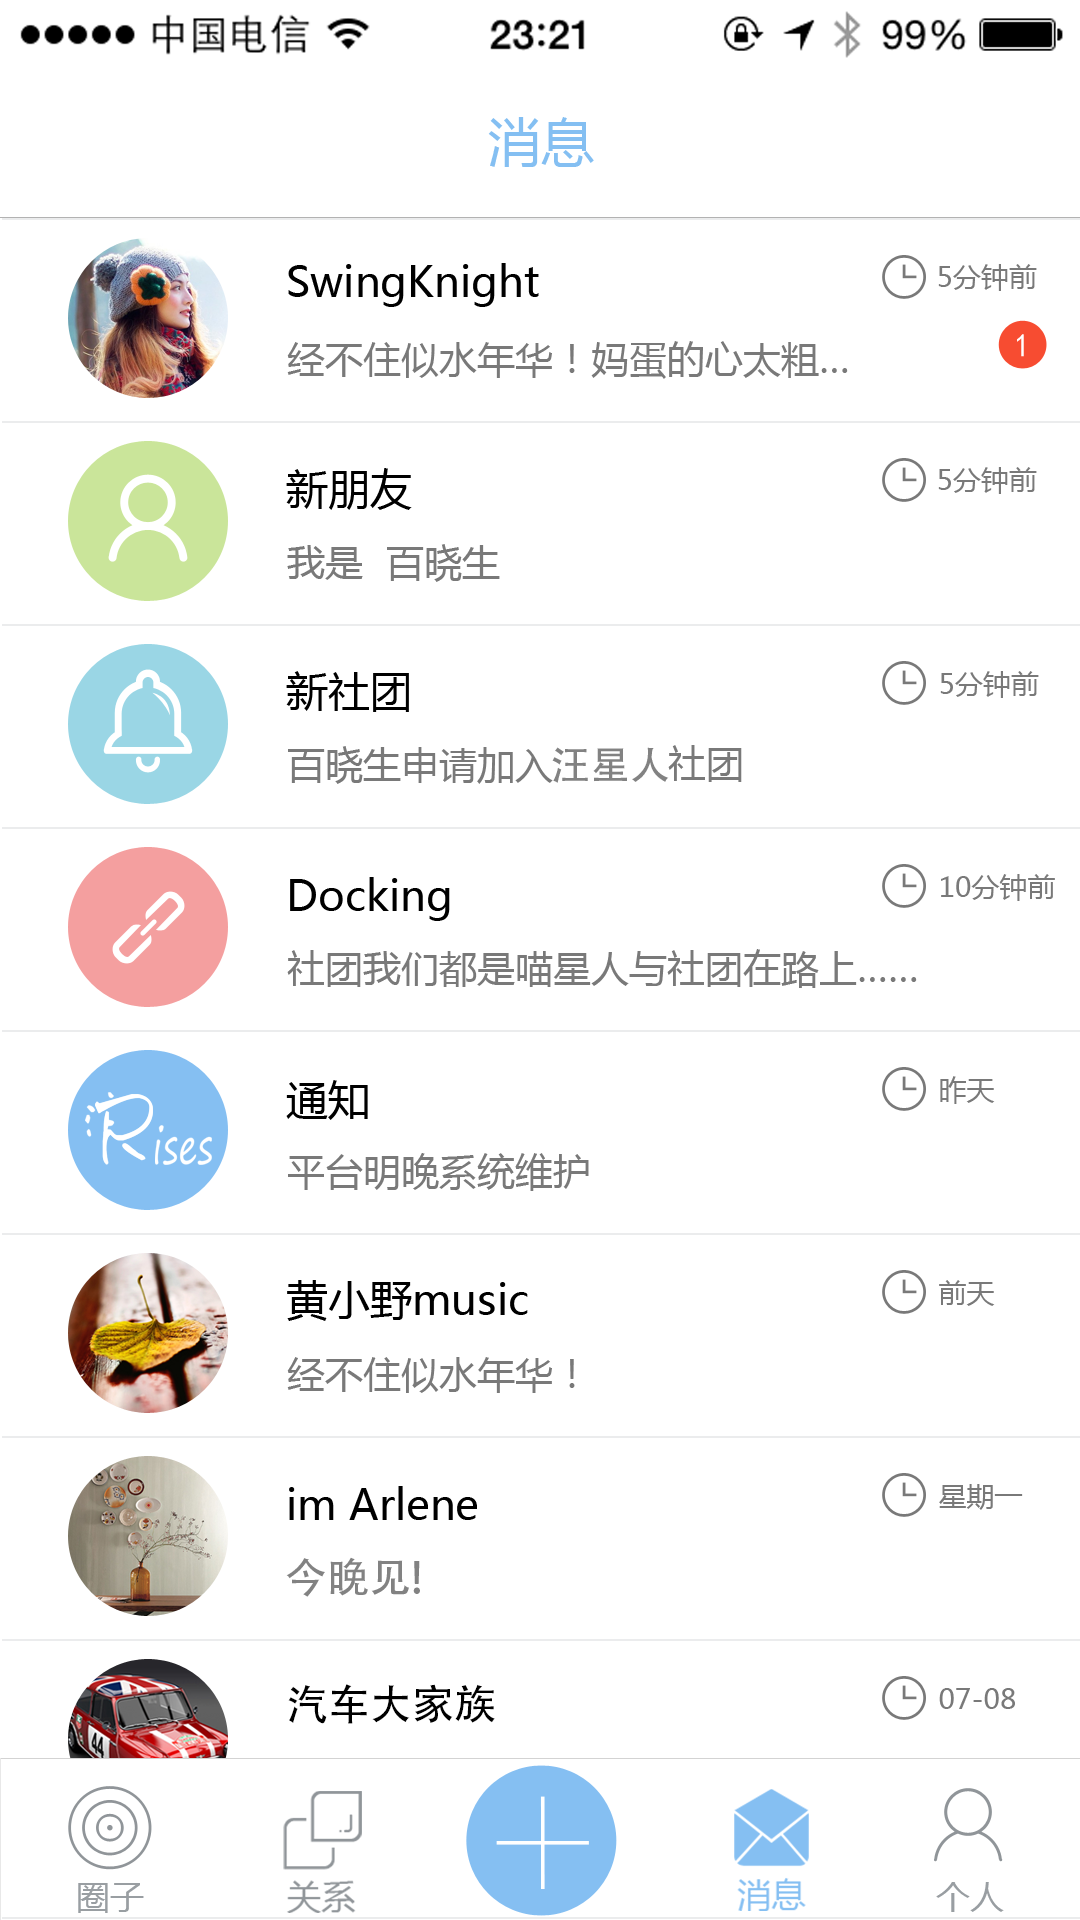 中国电信 23:21 99%
消息
SwingKnight 5分钟前
经不住似水年华！妈蛋的心太粗... 1
新朋友 5分钟前
我是 百晓生
新社团 5分钟前
百晓生申请加入汪星人社团
Docking 10分钟前
社团我们都是喵星人与社团在路上......
Rises
通知 昨天
平台明晚系统维护
黄小野music 前天
经不住似水年华！
im Arlene 星期一
今晚见!
汽车大家族 07-08
44
圈子 关系 消息 个人